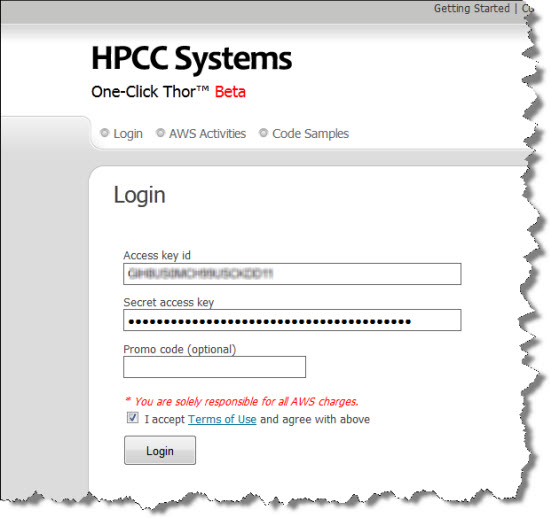 Getting Started |
HPCC Systems
One-Click Thor™ Beta
Login
AWS Activities
Code Samples
Login
Access key id
Secret access key
••••••••••••••••••••••••••••••••••••••••
Promo code (optional)
* You are solely responsible for all AWS charges.
I accept Terms of Use and agree with above
Login